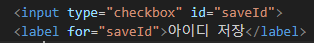 <input type="checkbox" id="saveId">
<label for="saveId">아이디 저장</label>